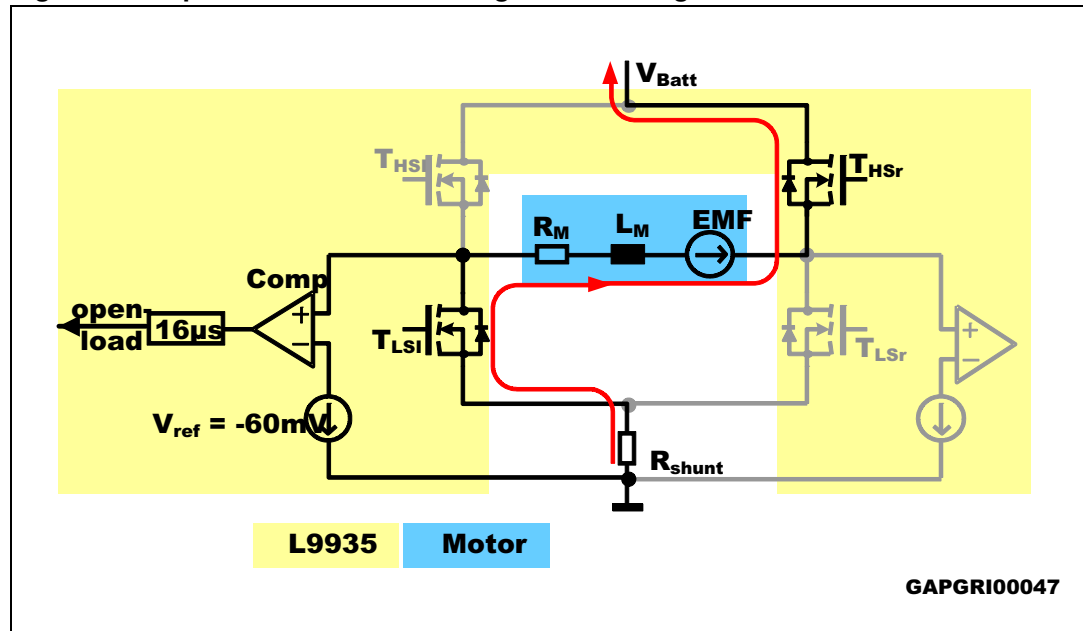 V_Batt
T_HSl
T_HSr
R_M
L_M
EMF
Comp
open-
load
16µs
+
−
T_LSl
T_LSr
+
−
V_ref = -60mV
R_shunt
L9935
Motor
GAPGRI00047